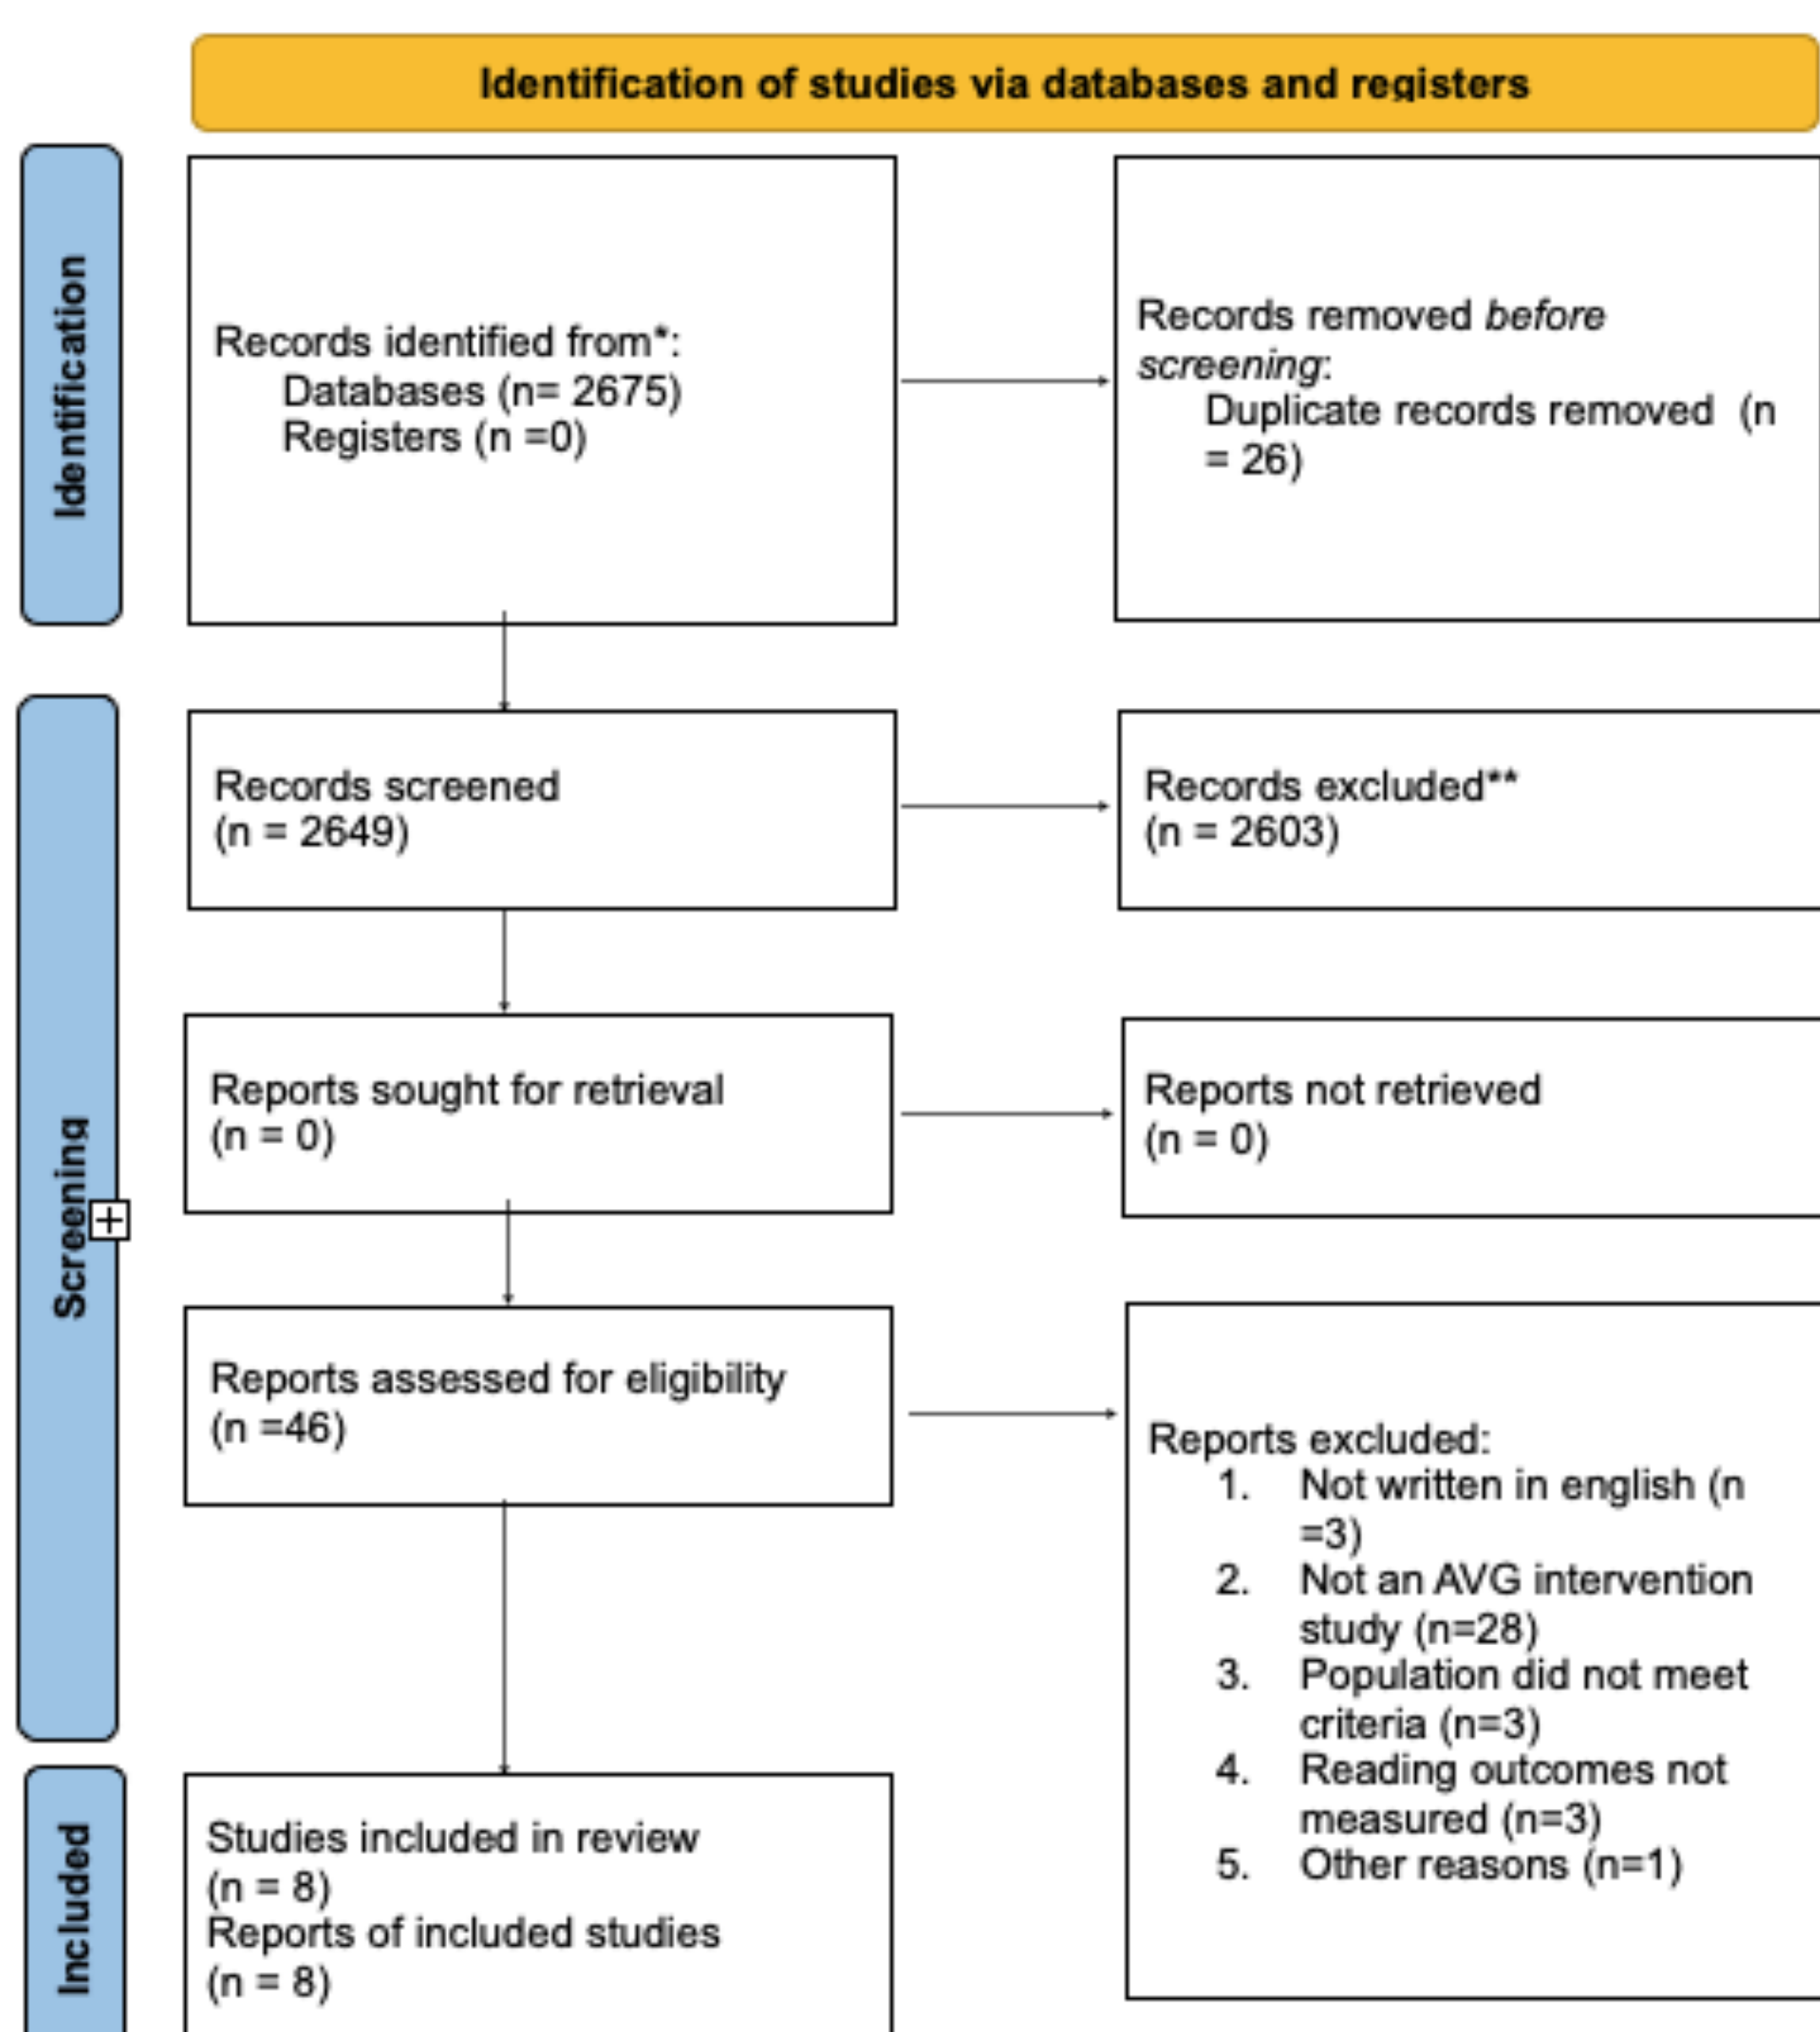 Identification of studies via databases and registers
Identification
Records identified from*:
Databases (n= 2675)
Registers (n =0)
Records removed before
screening:
Duplicate records removed  (n
= 26)
Screening
Records screened
(n = 2649)
Records excluded**
(n = 2603)
Reports sought for retrieval
(n = 0)
Reports not retrieved
(n = 0)
Reports assessed for eligibility
(n =46)
Reports excluded:
1. Not written in english (n
=3)
2. Not an AVG intervention
study (n=28)
3. Population did not meet
criteria (n=3)
4. Reading outcomes not
measured (n=3)
5. Other reasons (n=1)
Included
Studies included in review
(n = 8)
Reports of included studies
(n = 8)